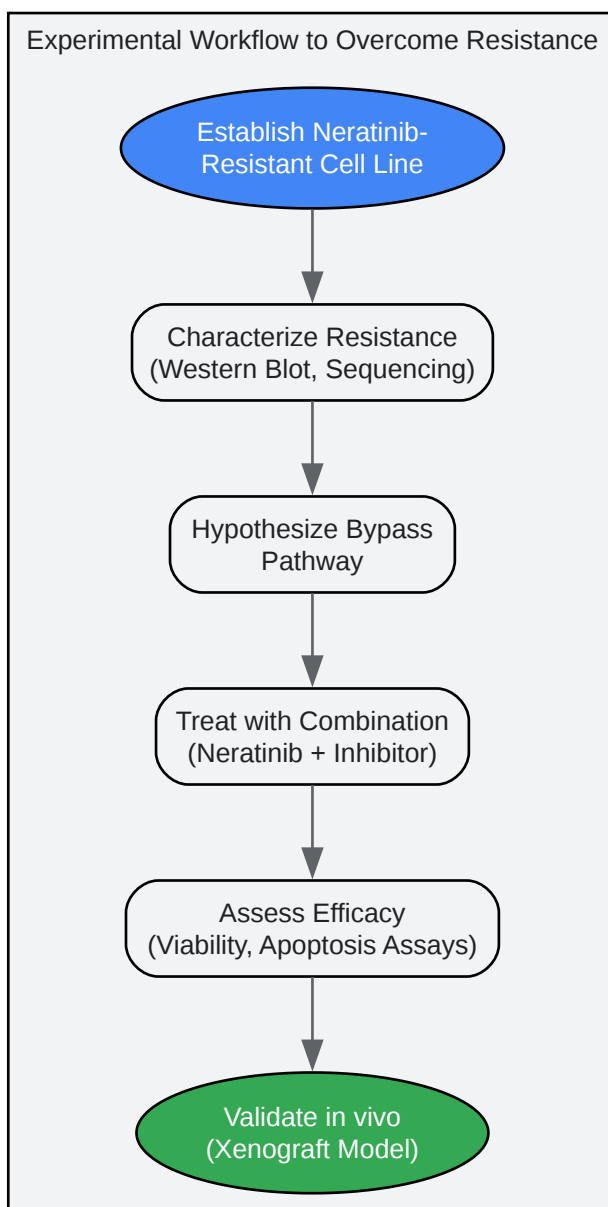 Experimental Workflow to Overcome Resistance
Establish Neratinib-
Resistant Cell Line
Characterize Resistance
(Western Blot, Sequencing)
Hypothesize Bypass
Pathway
Treat with Combination
(Neratinib + Inhibitor)
Assess Efficacy
(Viability, Apoptosis Assays)
Validate in vivo
(Xenograft Model)